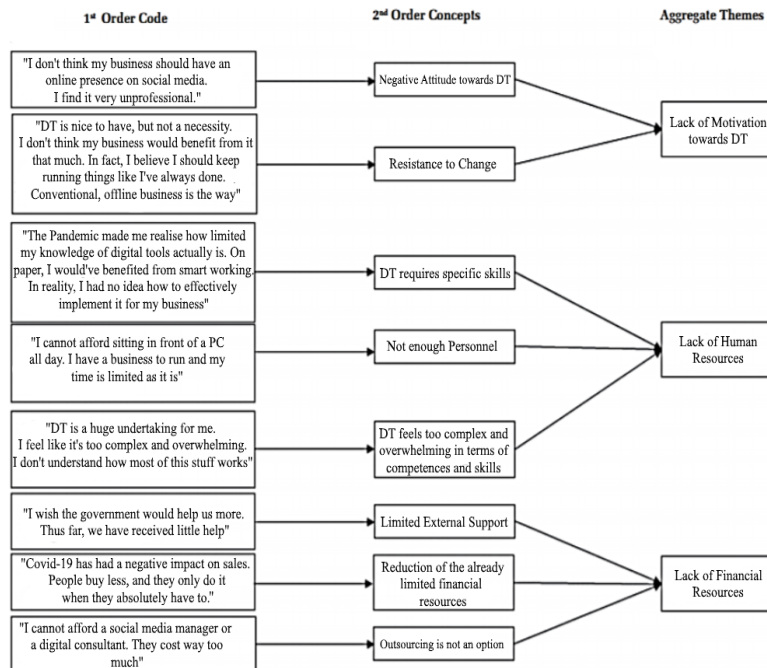 1st Order Code
2nd Order Concepts
Aggregate Themes
"I don't think my business should have an
online presence on social media.
I find it very unprofessional."
Negative Attitude towards DT
"DT is nice to have, but not a necessity.
I don't think my business would benefit from it
that much. In fact, I believe I should keep
running things like I've always done.
Conventional, offline business is the way"
Resistance to Change
Lack of Motivation
towards DT
"The Pandemic made me realise how limited
my knowledge of digital tools actually is. On
paper, I would've benefited from smart working.
In reality, I had no idea how to effectively
implement it for my business"
DT requires specific skills
"I cannot afford sitting in front of a PC
all day. I have a business to run and my
time is limited as it is"
Not enough Personnel
"DT is a huge undertaking for me.
I feel like it's too complex and overwhelming.
I don't understand how most of this stuff works"
DT feels too complex and
overwhelming in terms of
competences and skills
Lack of Human
Resources
"I wish the government would help us more.
Thus far, we have received little help"
Limited External Support
"Covid-19 has had a negative impact on sales.
People buy less, and they only do it
when they absolutely have to."
Reduction of the already
limited financial
resources
"I cannot afford a social media manager or
a digital consultant. They cost way too
much"
Outsourcing is not an option
Lack of Financial
Resources